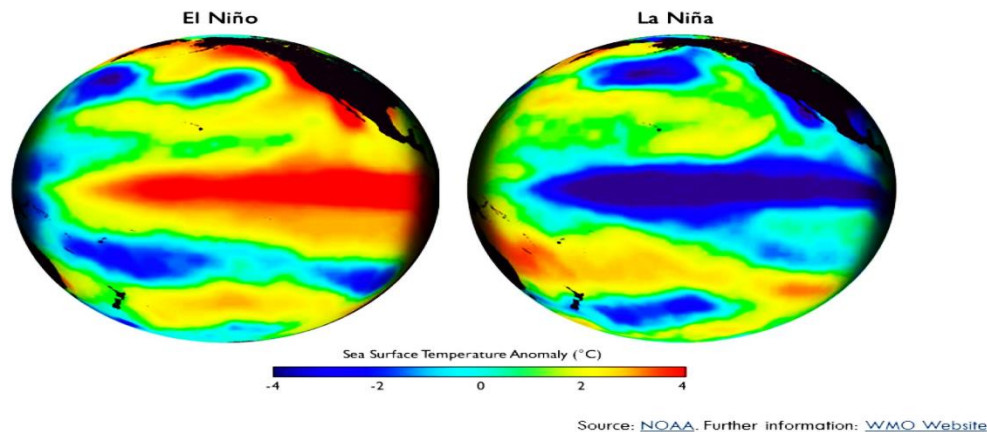 El Niño
La Niña
Sea Surface Temperature Anomaly (°C)
-4 -2 0 2 4
Source: NOAA. Further information: WMO Website